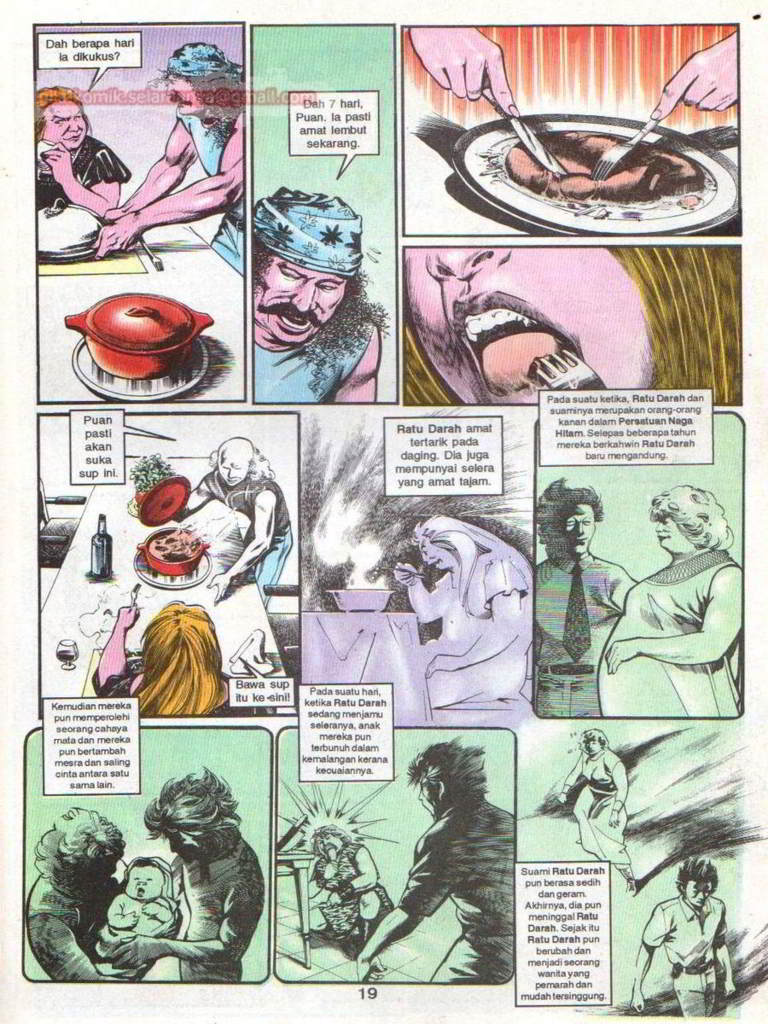 Dah berapa hari
ia dikukus?
komik.selaran
@gmail.com
Dah 7 hari,
Puan. Ia pasti
amat lembut
sekarang.
Puan
pasti
akan
suka
sup ini.
Bawa sup
itu ke sini!
Ratu Darah amat
tertarik pada
daging. Dia juga
mempunyai selera
yang amat tajam.
Pada suatu ketika, Ratu Darah dan
suaminya merupakan orang-orang
kanan dalam Persatuan Naga
Hitam. Selepas beberapa tahun
mereka berkahwin Ratu Darah
baru mengandung.
Kemudian mereka
pun memperolehi
seorang cahaya
mata dan mereka
pun bertambah
mesra dan saling
cinta antara satu
sama lain.
Pada suatu hari,
ketika Ratu Darah
sedang menjamu
seleranya, anak
mereka pun
terbunuh dalam
kemalangan kerana
kecuaiannya.
Suami Ratu Darah
pun berasa sedih
dan geram.
Akhirnya, dia pun
meninggal Ratu
Darah. Sejak itu
Ratu Darah pun
berubah dan
menjadi seorang
wanita yang
pemarah dan
mudah tersinggung.
19